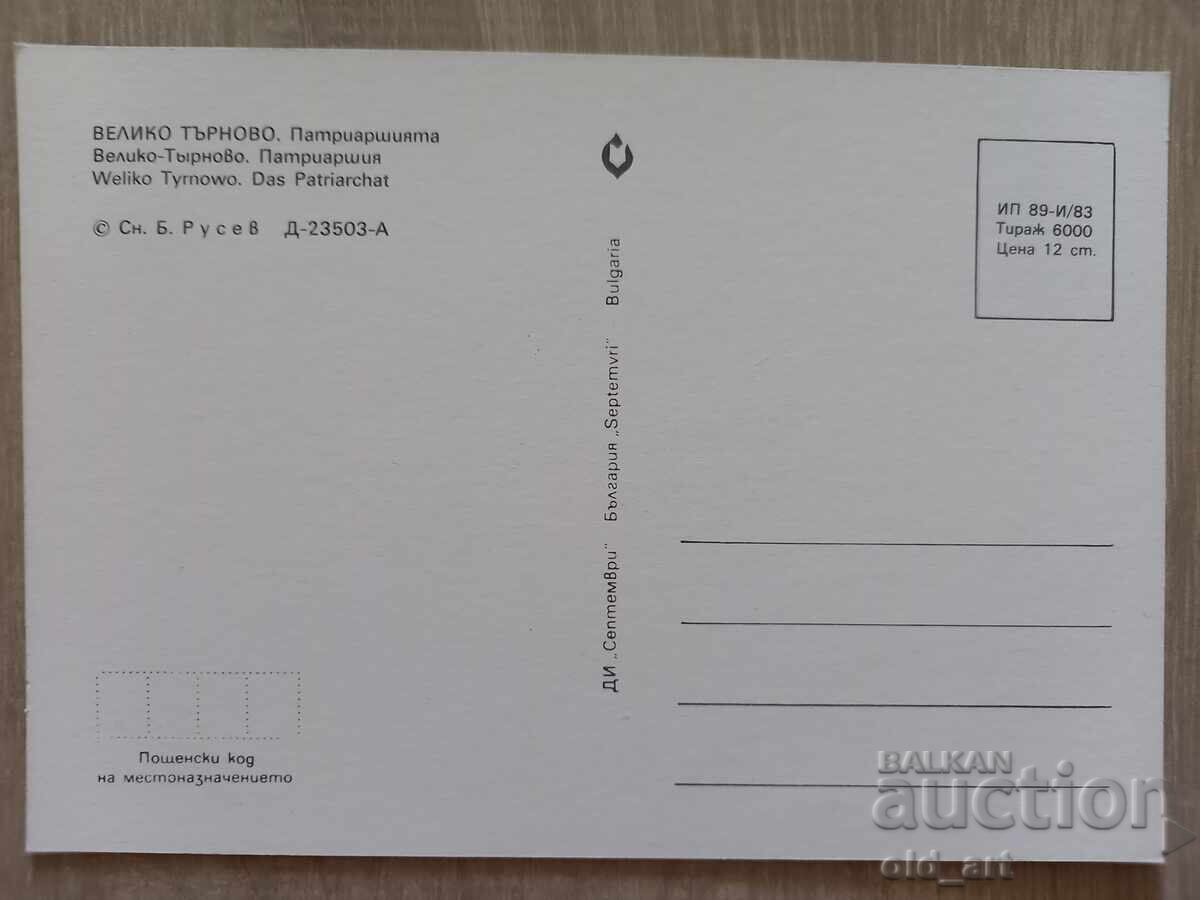 ВЕЛИКО ТЪРНОВО. Патриаршията
Велико-Тырново. Патриаршия
Weliko Tyrnowo. Das Patriarchat
© Сн. Б. Русев Д-23503-А
ДИ „Септември" България „Septemvri" Bulgaria
ИП 89-И/83
Тираж 6000
Цена 12 ст.
Пощенски код
на местоназначението
BALKAN
auction
old_art